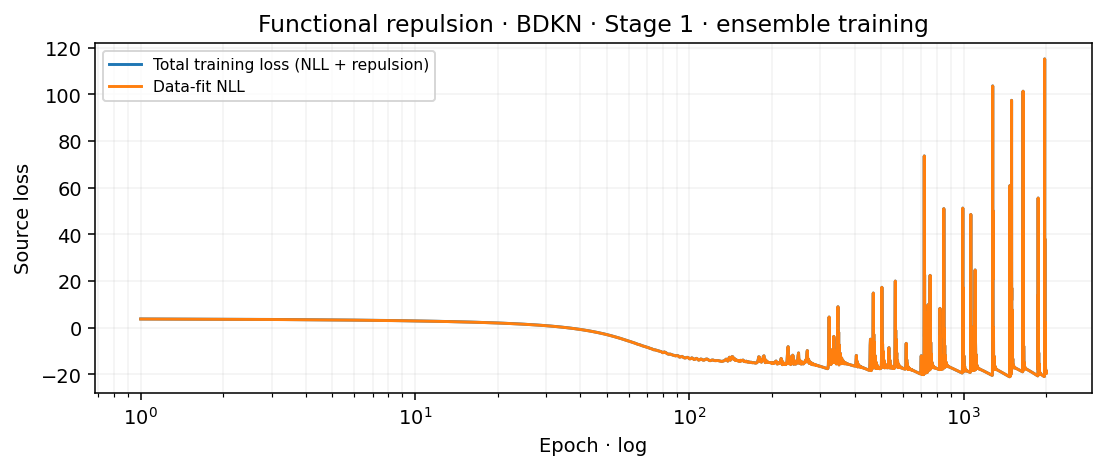 Functional repulsion · BDKN · Stage 1 · ensemble training
Total training loss (NLL + repulsion)
Data-fit NLL
Source loss
120
100
80
60
40
20
0
−20
10⁰
10¹
10²
10³
Epoch · log